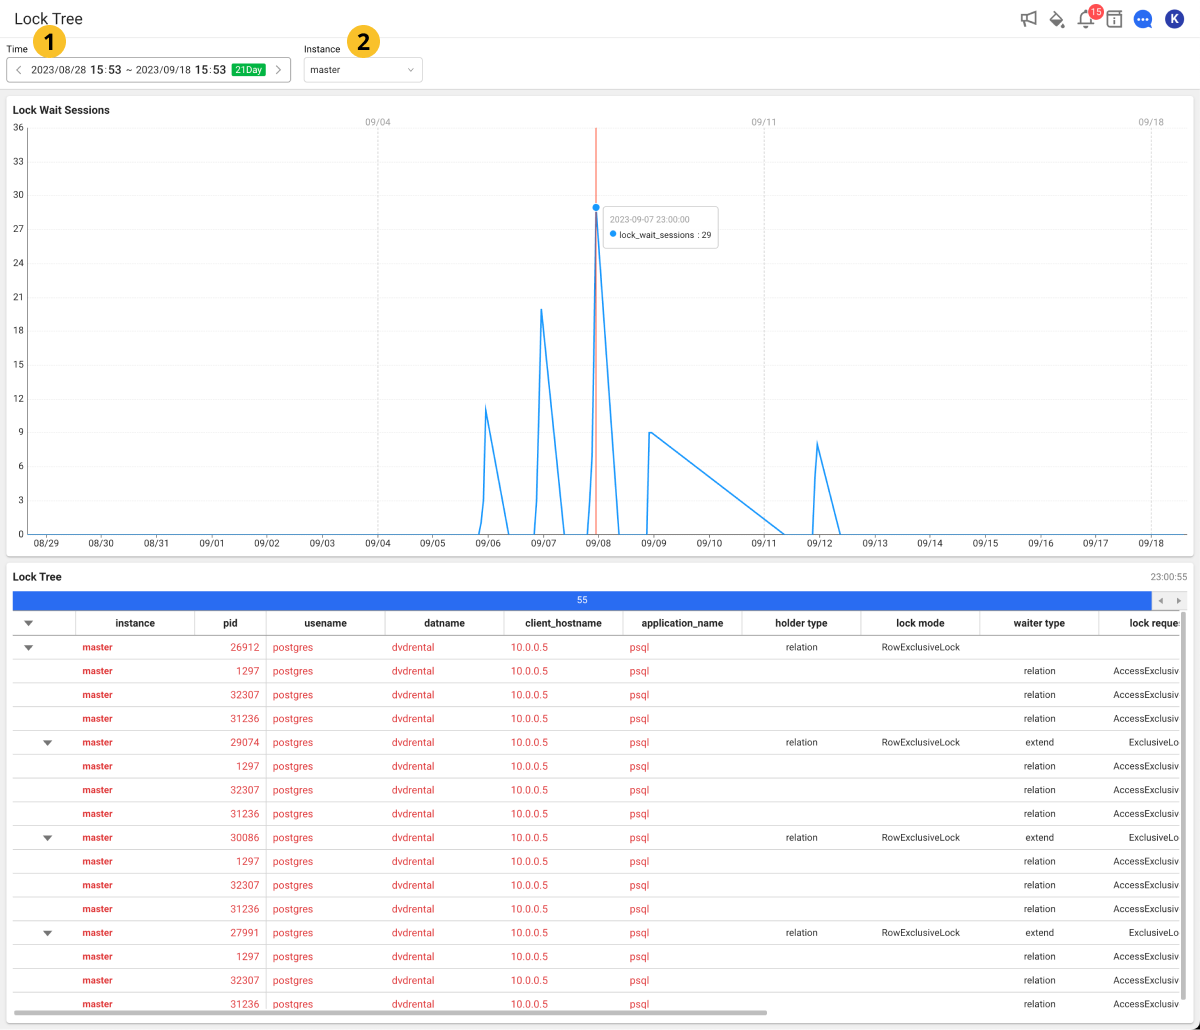 Lock Tree
15
K
1
2
Time
Instance
2023/08/28 15:53 ~ 2023/09/18 15:53 21Day
master
Lock Wait Sessions
09/04 09/11 09/18
36
33
30
27
24
21
18
15
12
9
6
3
0
2023-09-07 23:00:00
lock_wait_sessions : 29
08/29 08/30 08/31 09/01 09/02 09/03 09/04 09/05 09/06 09/07 09/08 09/09 09/10 09/11 09/12 09/13 09/14 09/15 09/16 09/17 09/18
Lock Tree 23:00:55
55
instance pid usename datname client_hostname application_name holder type lock mode waiter type lock reque
master 26912 postgres dvdrental 10.0.0.5 psql relation RowExclusiveLock
master 1297 postgres dvdrental 10.0.0.5 psql relation AccessExclusiv
master 32307 postgres dvdrental 10.0.0.5 psql relation AccessExclusiv
master 31236 postgres dvdrental 10.0.0.5 psql relation AccessExclusiv
master 29074 postgres dvdrental 10.0.0.5 psql relation RowExclusiveLock extend ExclusiveLo
master 1297 postgres dvdrental 10.0.0.5 psql relation AccessExclusiv
master 32307 postgres dvdrental 10.0.0.5 psql relation AccessExclusiv
master 31236 postgres dvdrental 10.0.0.5 psql relation AccessExclusiv
master 30086 postgres dvdrental 10.0.0.5 psql relation RowExclusiveLock extend ExclusiveLo
master 1297 postgres dvdrental 10.0.0.5 psql relation AccessExclusiv
master 32307 postgres dvdrental 10.0.0.5 psql relation AccessExclusiv
master 31236 postgres dvdrental 10.0.0.5 psql relation AccessExclusiv
master 27991 postgres dvdrental 10.0.0.5 psql relation RowExclusiveLock extend ExclusiveLo
master 1297 postgres dvdrental 10.0.0.5 psql relation AccessExclusiv
master 32307 postgres dvdrental 10.0.0.5 psql relation AccessExclusiv
master 31236 postgres dvdrental 10.0.0.5 psql relation AccessExclusiv